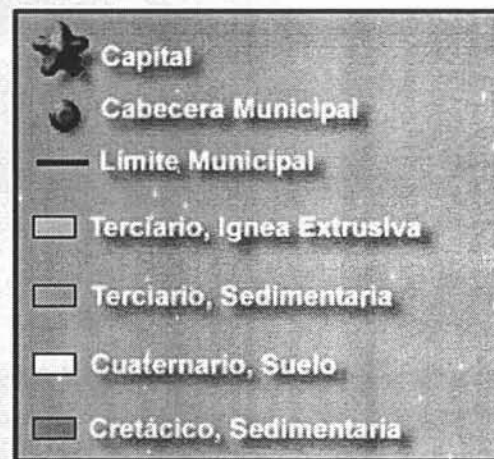 Capital
Cabecera Municipal
Límite Municipal
Terciario, Ignea Extrusiva
Terciario, Sedimentaria
Cuaternario, Suelo
Cretácico, Sedimentaria